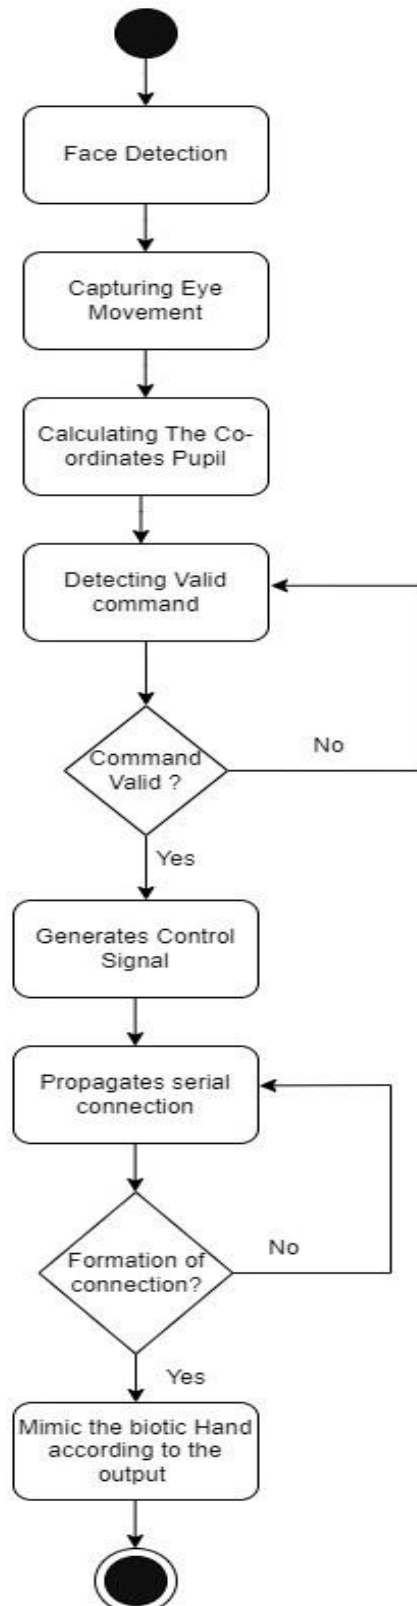 Face Detection
Capturing Eye
Movement
Calculating The Co-
ordinates Pupil
Detecting Valid
command
Command
Valid ?
No
Yes
Generates Control
Signal
Propagates serial
connection
Formation of
connection?
No
Yes
Mimic the biotic Hand
according to the
output